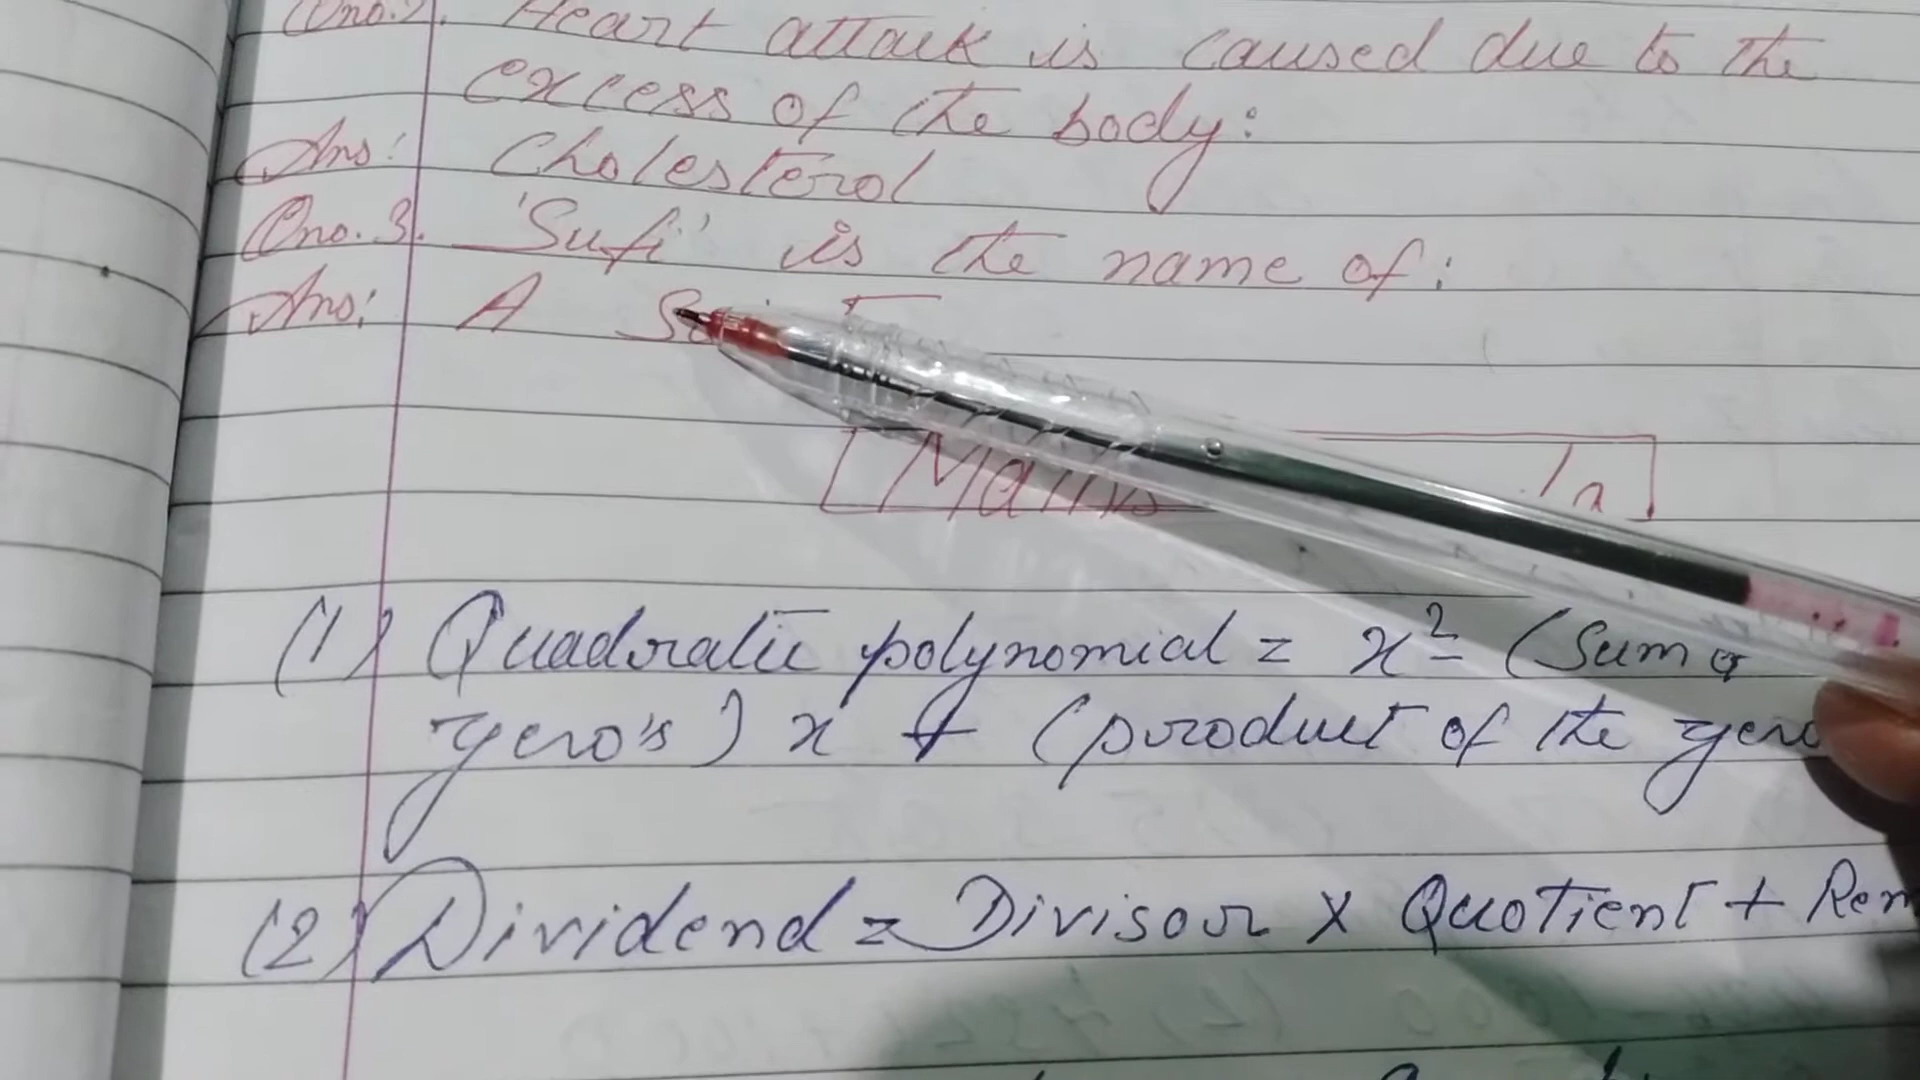 Qno.2. Heart attack is caused due to the
excess of the body:
Ans: Cholesterol
Qno.3. 'Sufi' is the name of:
Ans: A
Maths
(1) Quadratic polynomial = x² - (Sum of
zero's) x + (product of the zero
(2) Dividend = Divisor x Quotient + Rem